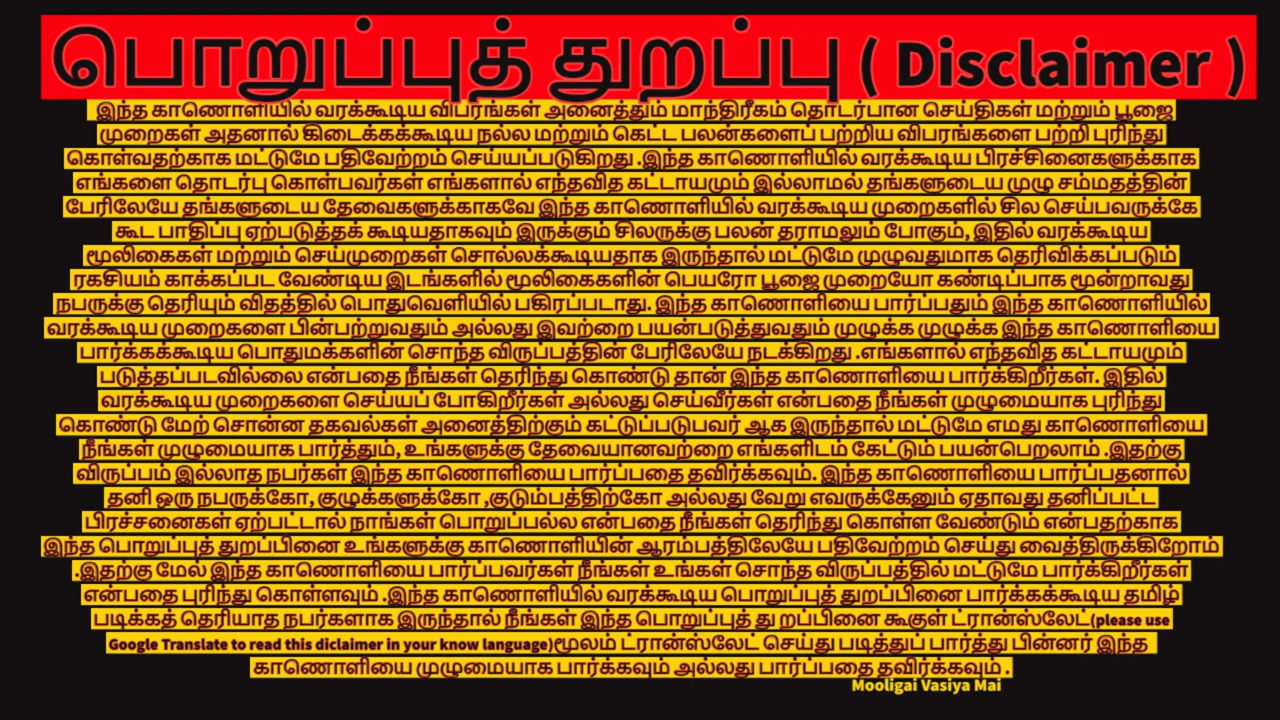 பொறுப்புத் துறப்பு ( Disclaimer )
இந்த காணொளியில் வரக்கூடிய விபரங்கள் அனைத்தும் மாந்திரீகம் தொடர்பான செய்திகள் மற்றும் பூஜை
முறைகள் அதனால் கிடைக்கக்கூடிய நல்ல மற்றும் கெட்ட பலன்களைப் பற்றிய விபரங்களை பற்றி புரிந்து
கொள்வதற்காக மட்டுமே பதிவேற்றம் செய்யப்படுகிறது .இந்த காணொளியில் வரக்கூடிய பிரச்சினைகளுக்காக
எங்களை தொடர்பு கொள்பவர்கள் எங்களால் எந்தவித கட்டாயமும் இல்லாமல் தங்களுடைய முழு சம்மதத்தின்
பேரிலேயே தங்களுடைய தேவைகளுக்காகவே இந்த காணொளியில் வரக்கூடிய முறைகளில் சில செய்பவருக்கே
கூட பாதிப்பு ஏற்படுத்தக் கூடியதாகவும் இருக்கும் சிலருக்கு பலன் தராமலும் போகும், இதில் வரக்கூடிய
மூலிகைகள் மற்றும் செய்முறைகள் சொல்லக்கூடியதாக இருந்தால் மட்டுமே முழுவதுமாக தெரிவிக்கப்படும்
ரகசியம் காக்கப்பட வேண்டிய இடங்களில் மூலிகைகளின் பெயரோ பூஜை முறையோ கண்டிப்பாக மூன்றாவது
நபருக்கு தெரியும் விதத்தில் பொதுவெளியில் பகிரப்படாது. இந்த காணொளியை பார்ப்பதும் இந்த காணொளியில்
வரக்கூடிய முறைகளை பின்பற்றுவதும் அல்லது இவற்றை பயன்படுத்துவதும் முழுக்க முழுக்க இந்த காணொளியை
பார்க்கக்கூடிய பொதுமக்களின் சொந்த விருப்பத்தின் பேரிலேயே நடக்கிறது .எங்களால் எந்தவித கட்டாயமும்
படுத்தப்படவில்லை என்பதை நீங்கள் தெரிந்து கொண்டு தான் இந்த காணொளியை பார்க்கிறீர்கள். இதில்
வரக்கூடிய முறைகளை செய்யப் போகிறீர்கள் அல்லது செய்வீர்கள் என்பதை நீங்கள் முழுமையாக புரிந்து
கொண்டு மேற் சொன்ன தகவல்கள் அனைத்திற்கும் கட்டுப்படுபவர் ஆக இருந்தால் மட்டுமே எமது காணொளியை
நீங்கள் முழுமையாக பார்த்தும், உங்களுக்கு தேவையானவற்றை எங்களிடம் கேட்டும் பயன்பெறலாம் .இதற்கு
விருப்பம் இல்லாத நபர்கள் இந்த காணொளியை பார்ப்பதை தவிர்க்கவும். இந்த காணொளியை பார்ப்பதனால்
தனி ஒரு நபருக்கோ, குழுக்களுக்கோ ,குடும்பத்திற்கோ அல்லது வேறு எவருக்கேனும் ஏதாவது தனிப்பட்ட
பிரச்சனைகள் ஏற்பட்டால் நாங்கள் பொறுப்பல்ல என்பதை நீங்கள் தெரிந்து கொள்ள வேண்டும் என்பதற்காக
இந்த பொறுப்புத் துறப்பினை உங்களுக்கு காணொளியின் ஆரம்பத்திலேயே பதிவேற்றம் செய்து வைத்திருக்கிறோம்
.இதற்கு மேல் இந்த காணொளியை பார்ப்பவர்கள் நீங்கள் உங்கள் சொந்த விருப்பத்தில் மட்டுமே பார்க்கிறீர்கள்
என்பதை புரிந்து கொள்ளவும் .இந்த காணொளியில் வரக்கூடிய பொறுப்புத் துறப்பினை பார்க்கக்கூடிய தமிழ்
படிக்கத் தெரியாத நபர்களாக இருந்தால் நீங்கள் இந்த பொறுப்புத் து றப்பினை கூகுள் ட்ரான்ஸ்லேட்(please use
Google Translate to read this diclaimer in your know language)மூலம் ட்ரான்ஸ்லேட் செய்து படித்துப் பார்த்து பின்னர் இந்த
காணொளியை முழுமையாக பார்க்கவும் அல்லது பார்ப்பதை தவிர்க்கவும் .
Mooligai Vasiya Mai